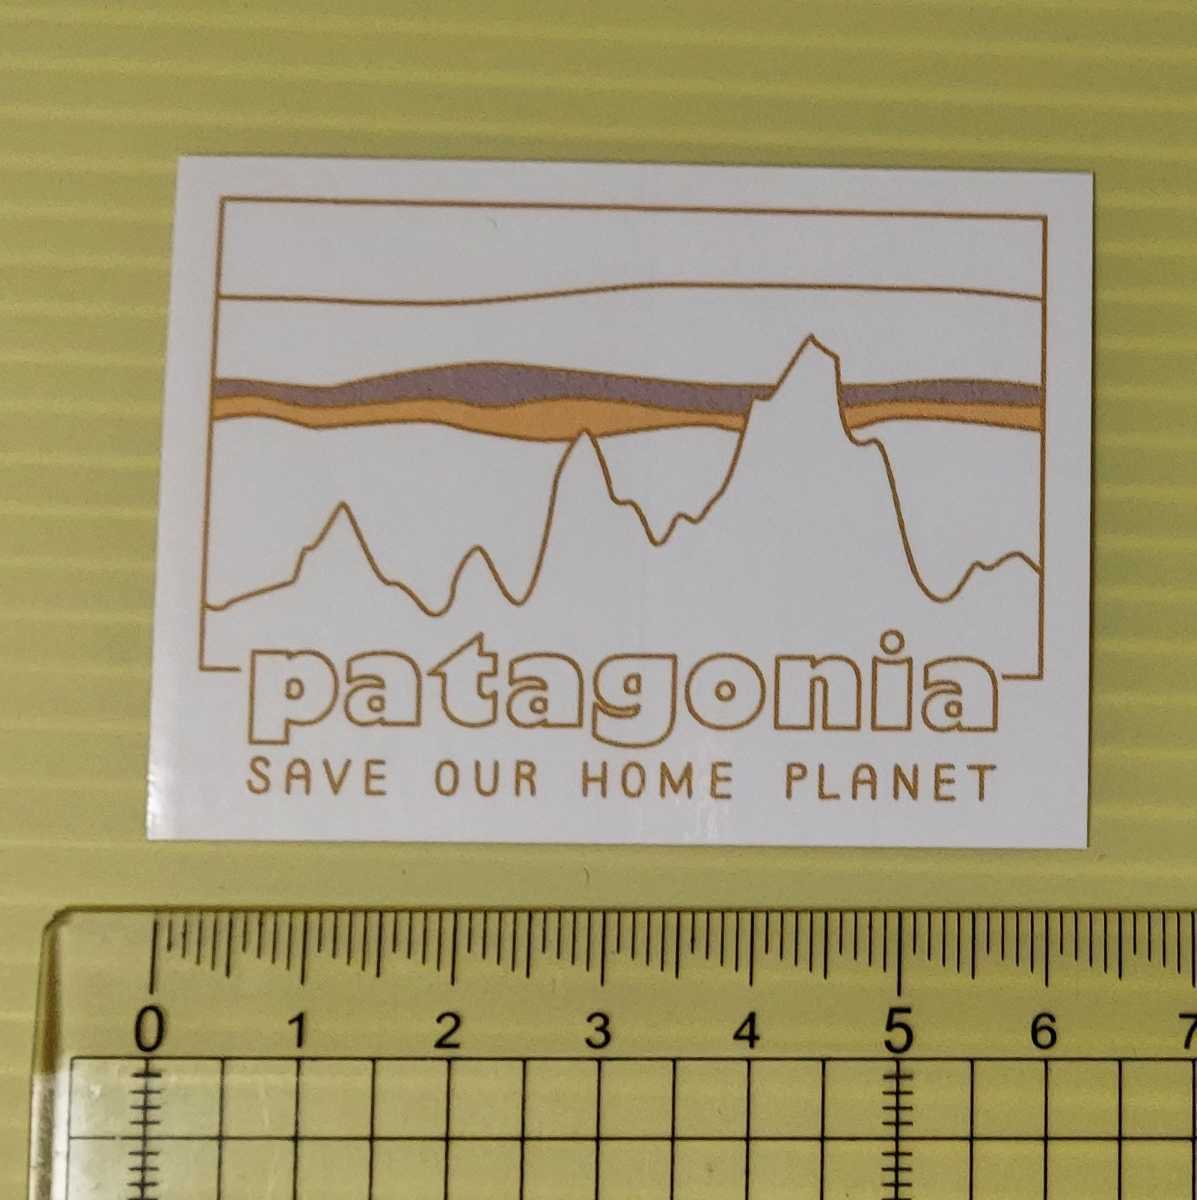 patagonia
SAVE OUR HOME PLANET
0 1 2 3 4 5 6 7